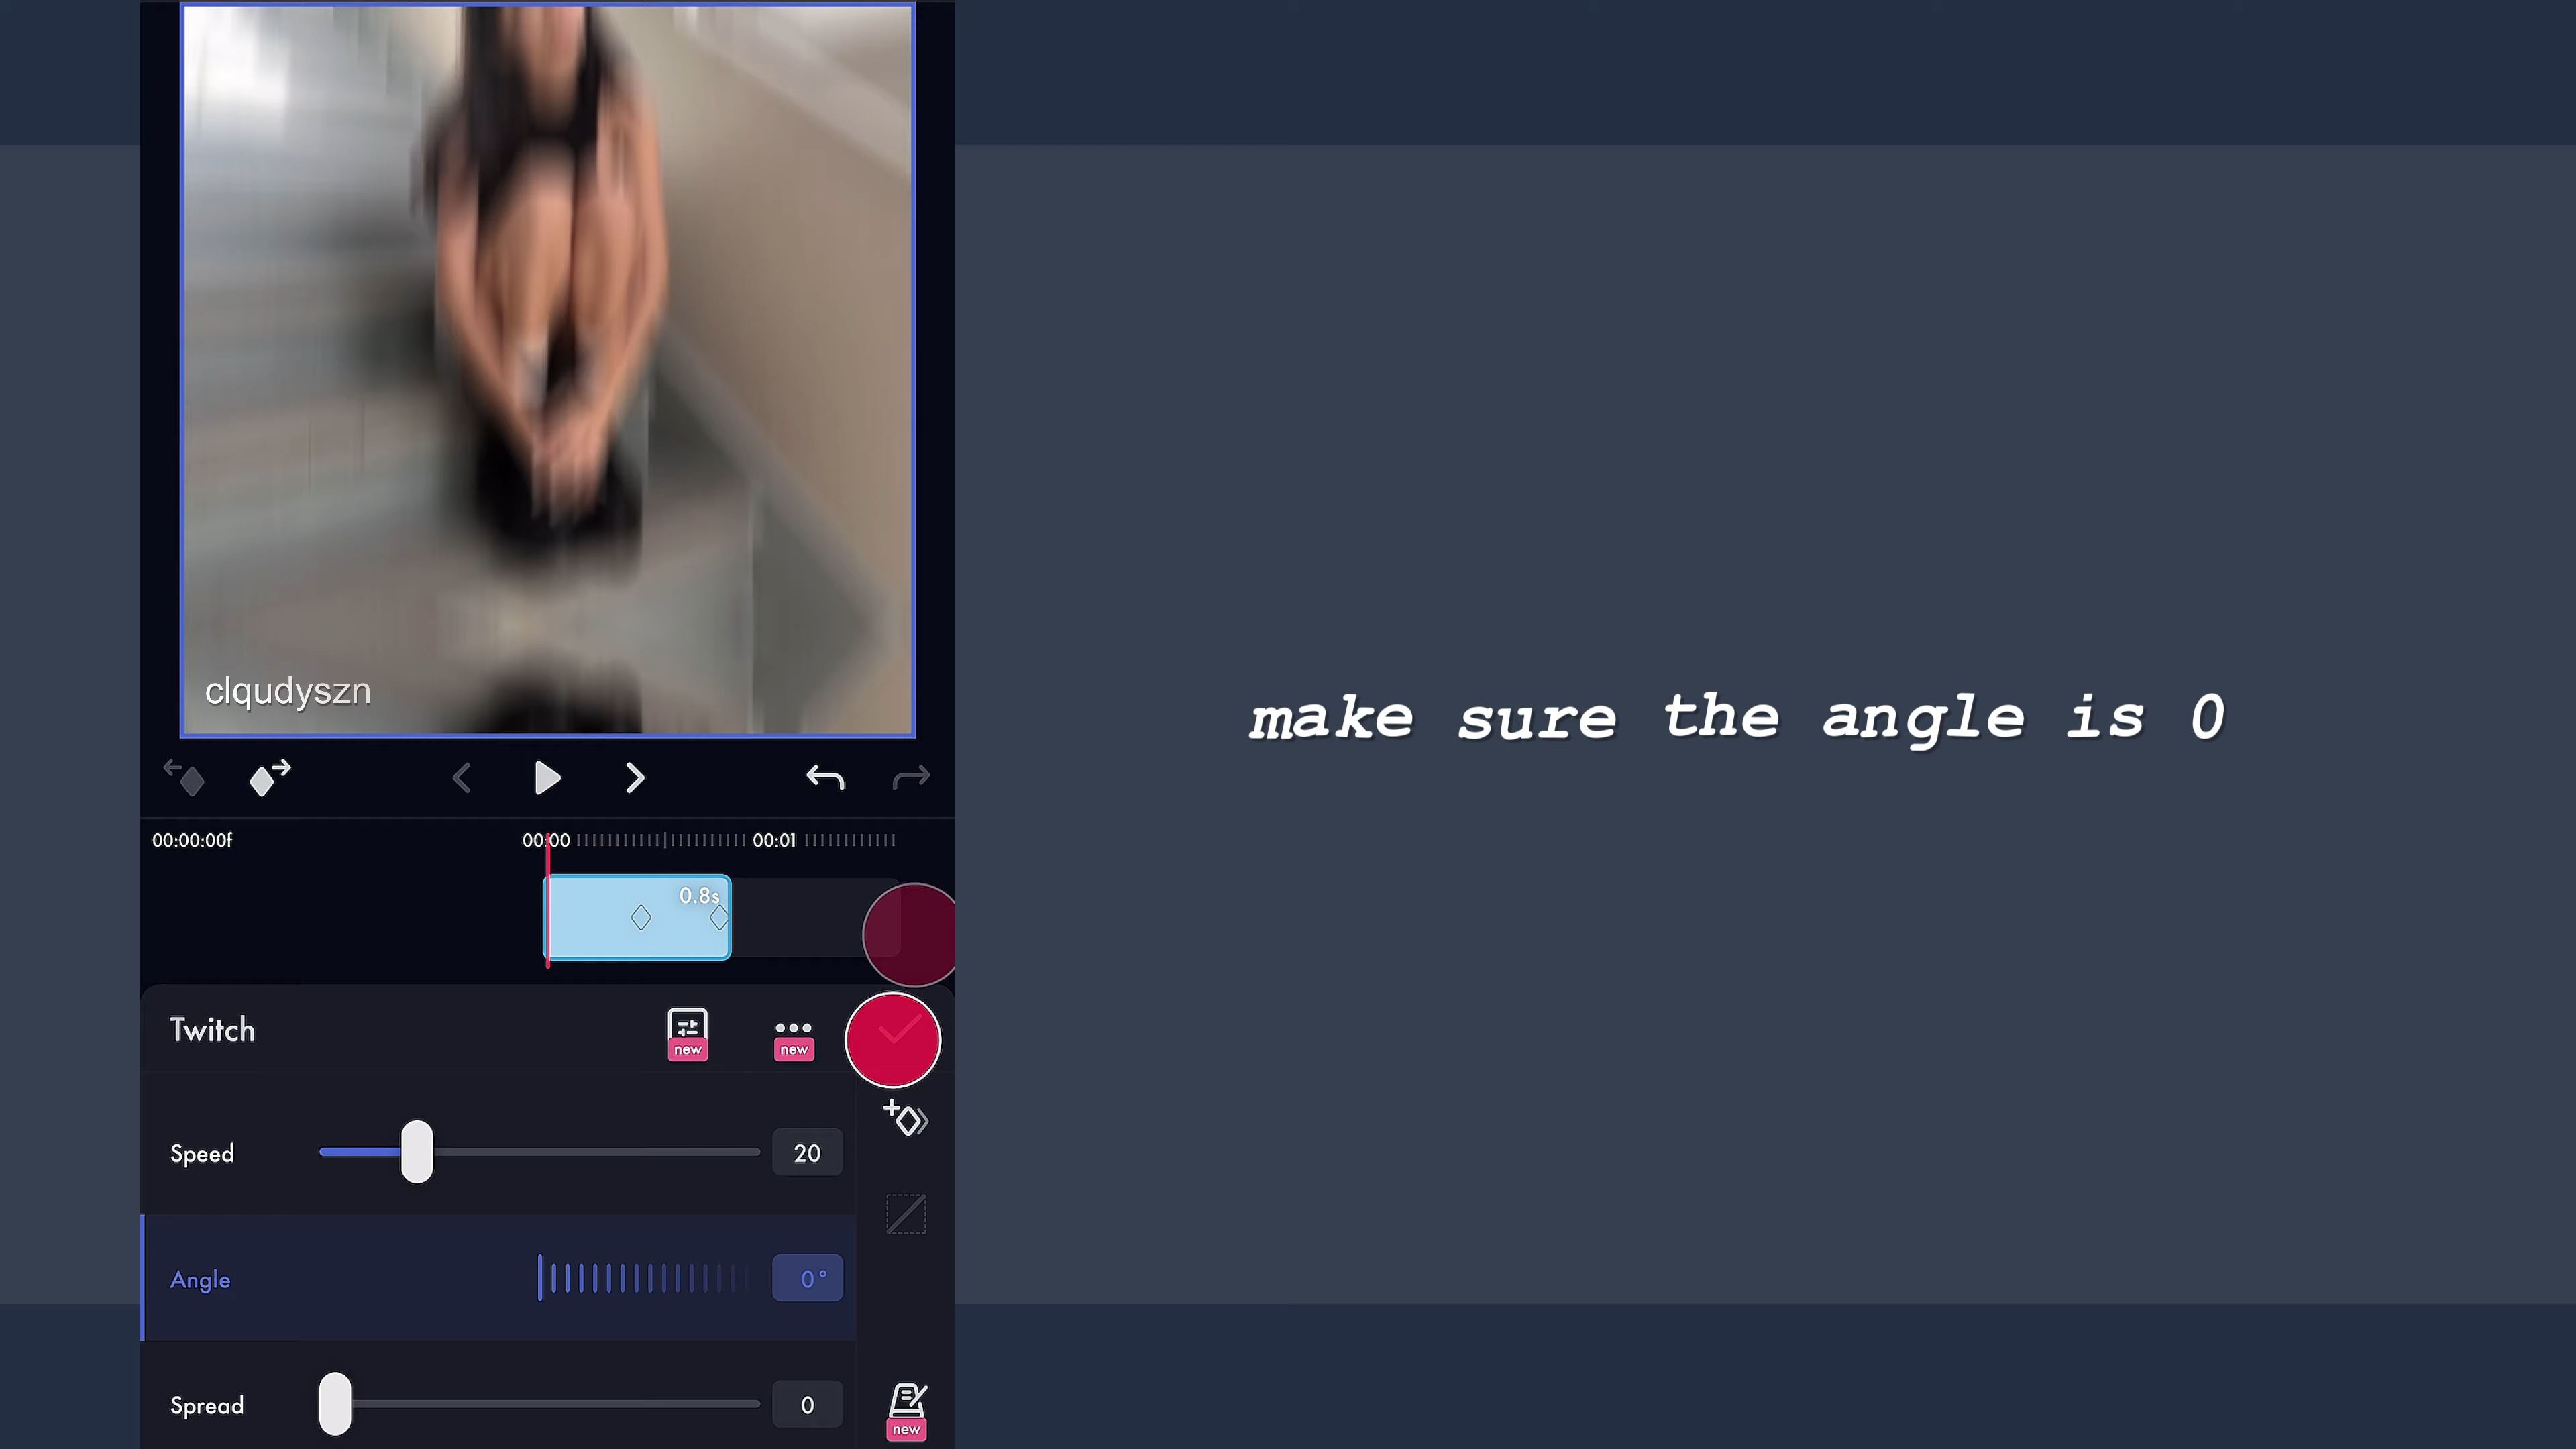 clqudyszn
00:00:00f
00:00
00:01
0.8s
Twitch
new
new
Speed
20
Angle
0°
Spread
0
new
make sure the angle is 0